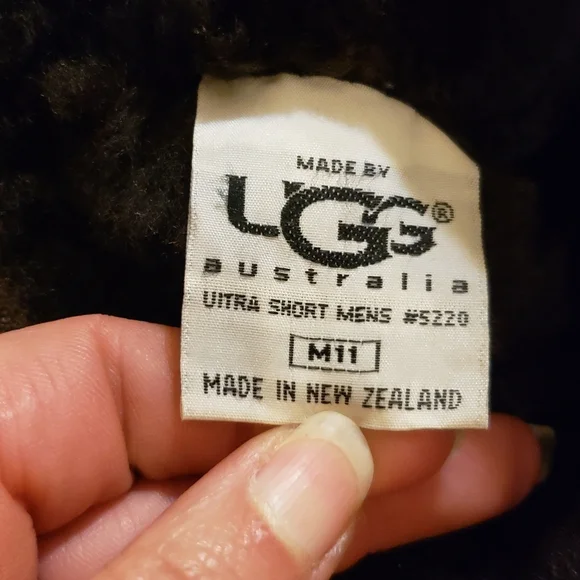 MADE BY
UGG®
australia
UlTRA SHORT MENS #5220
M11
MADE IN NEW ZEALAND